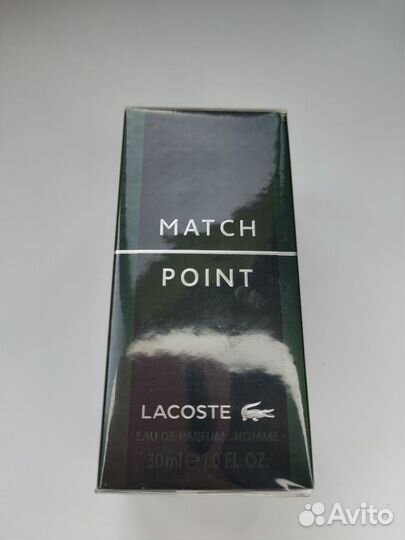 MATCH
POINT
LACOSTE
EAU DE PARFUM . HOMME
30 ml e 1.0 FL.OZ.
Avito